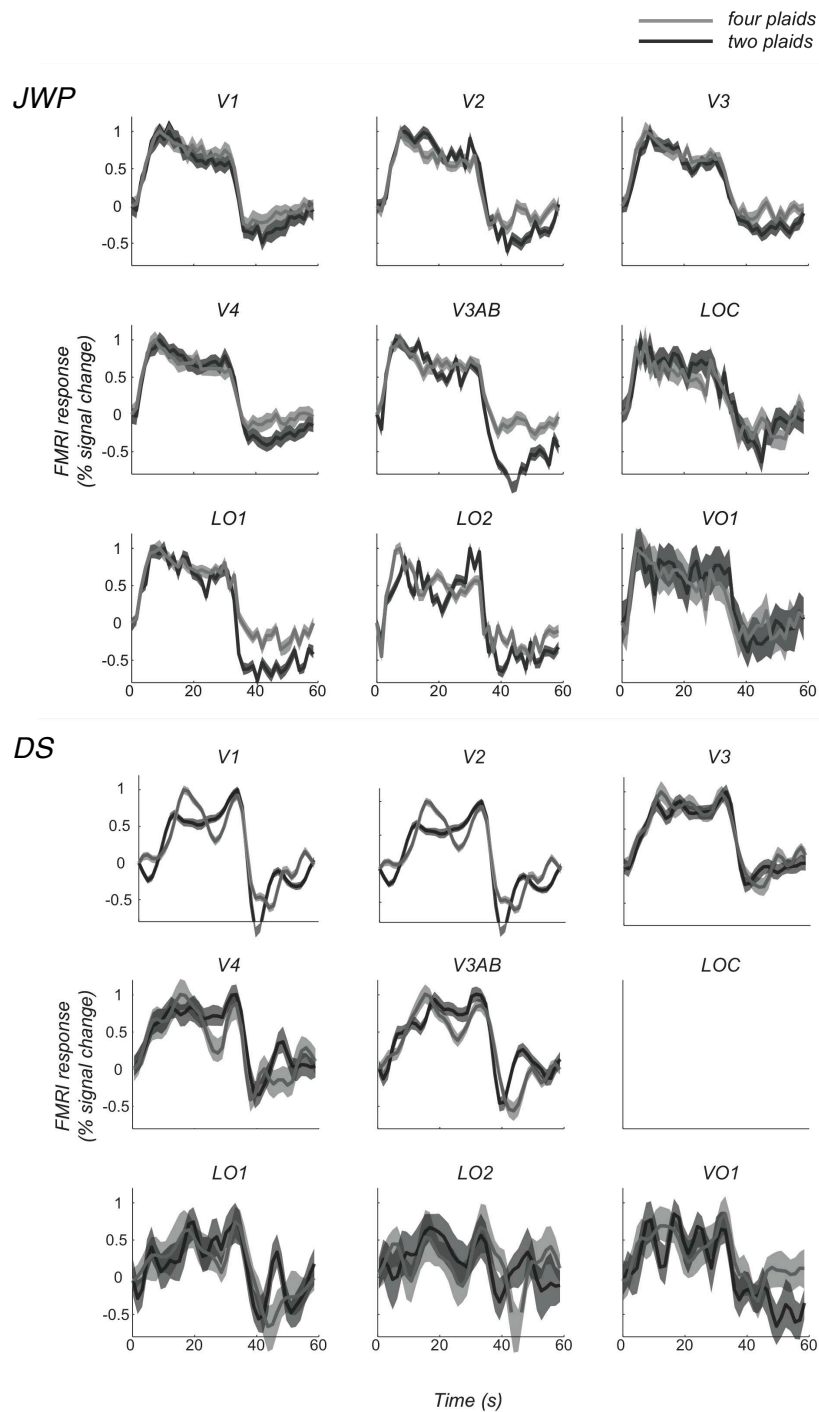 four plaids
two plaids
JWP
V1 V2 V3
1
0.5
0
-0.5
V4 V3AB LOC
1
0.5
0
-0.5
FMRI response
(% signal change)
LO1 LO2 VO1
1
0.5
0
-0.5
0 20 40 60 0 20 40 60 0 20 40 60
DS
V1 V2 V3
1
0.5
0
-0.5
V4 V3AB LOC
1
0.5
0
-0.5
FMRI response
(% signal change)
LO1 LO2 VO1
1
0.5
0
-0.5
0 20 40 60 0 20 40 60 0 20 40 60
Time (s)